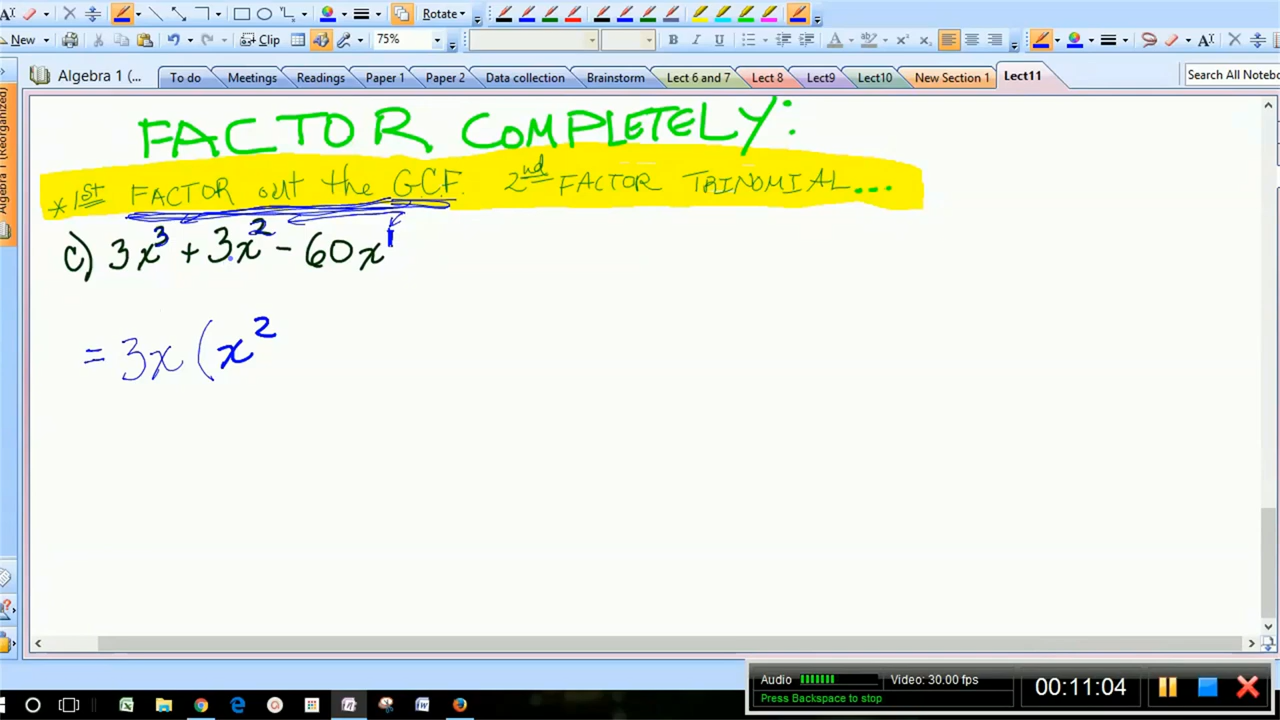 Rotate
New
Clip
75%
B I U
Algebra 1 (...
To do
Meetings
Readings
Paper 1
Paper 2
Data collection
Brainstorm
Lect 6 and 7
Lect 8
Lect9
Lect10
New Section 1
Lect11
Search All Notebo
Algebra 1 (Reorganized
FACTOR COMPLETELY:
*1st FACTOR out the GCF. 2nd FACTOR TRINOMIAL...
c) 3x³ + 3x² - 60x¹
= 3x (x²
Audio
Video: 30.00 fps
Press Backspace to stop
00:11:04